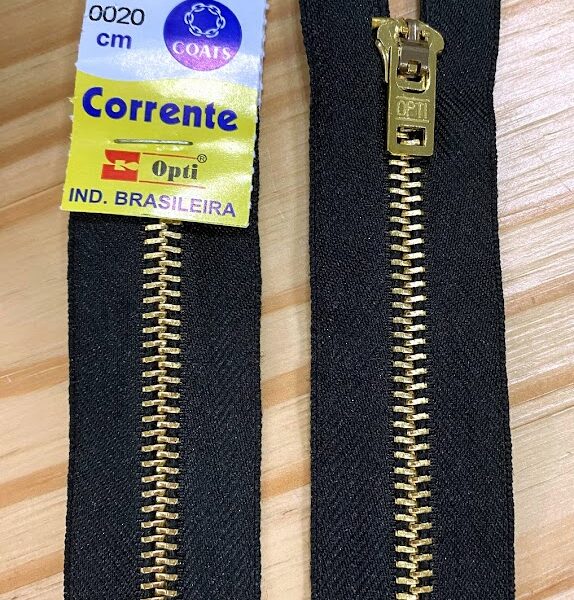 0020
cm
COATS
Corrente
Opti®
IND. BRASILEIRA
OPTI